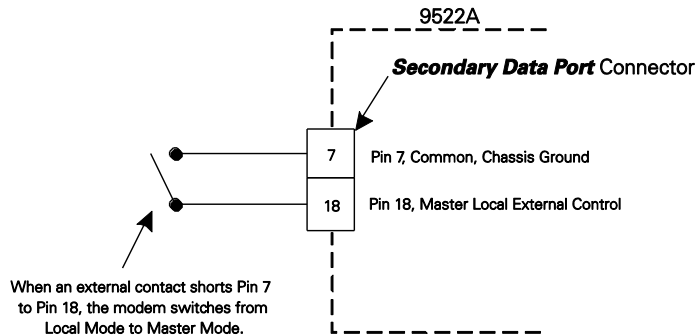 9522A
Secondary Data Port Connector
7
Pin 7, Common, Chassis Ground
18
Pin 18, Master Local External Control
When an external contact shorts Pin 7
to Pin 18, the modem switches from
Local Mode to Master Mode.